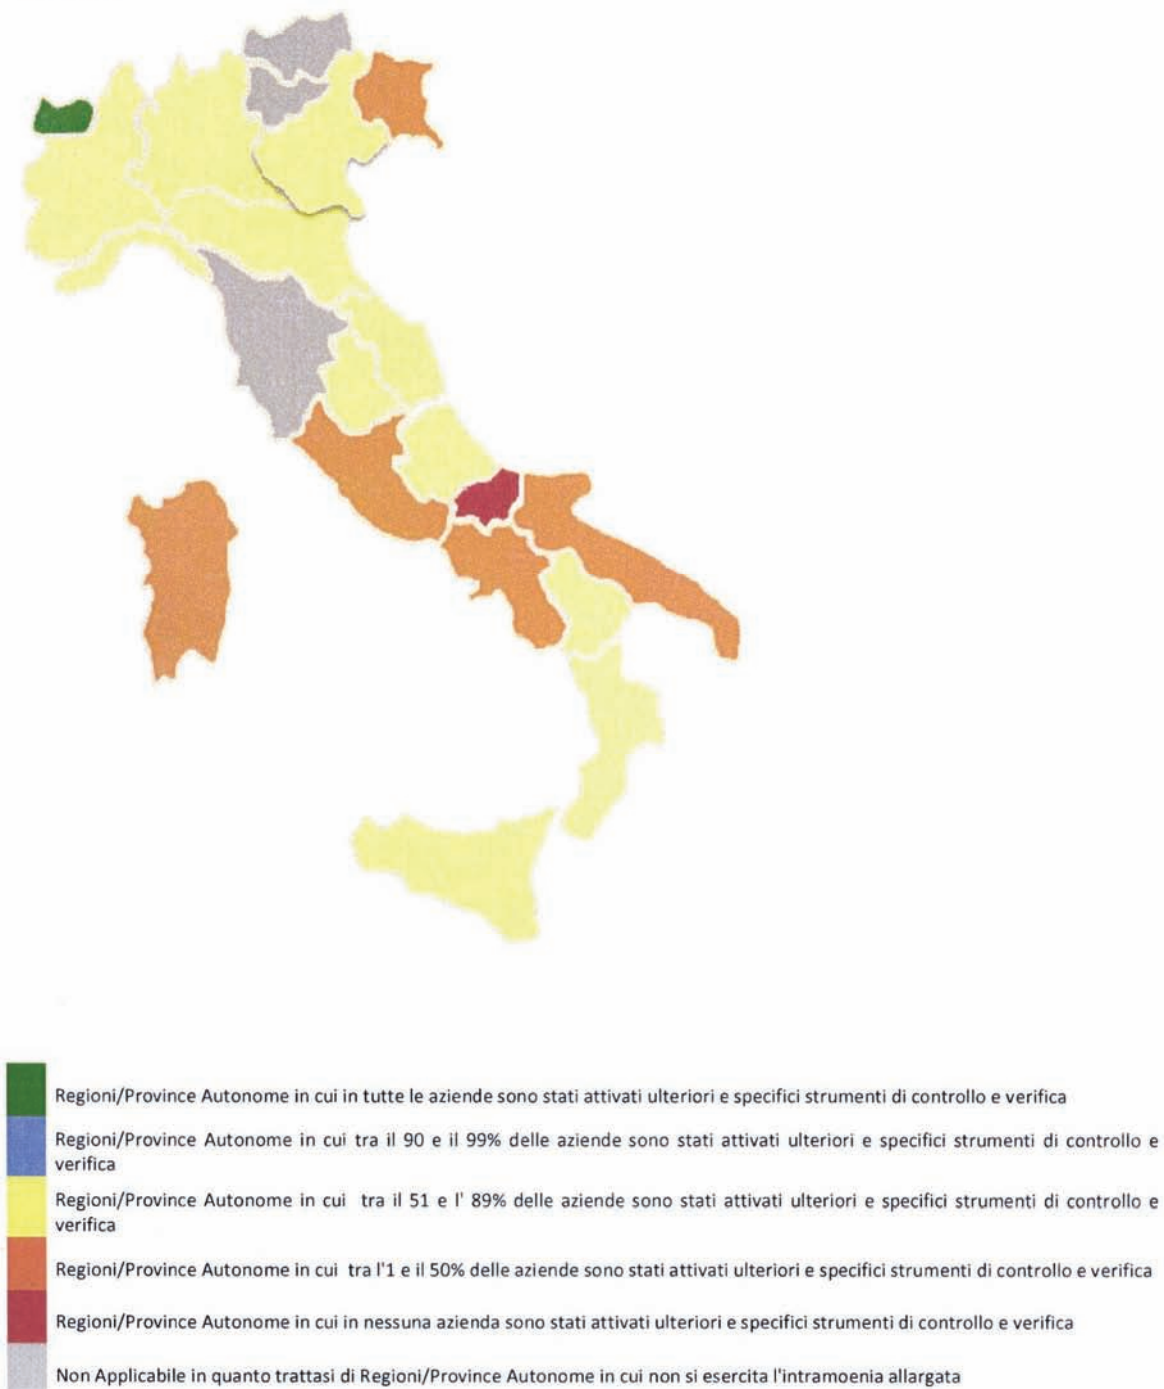 Regioni/Province Autonome in cui in tutte le aziende sono stati attivati ulteriori e specifici strumenti di controllo e verifica
Regioni/Province Autonome in cui tra il 90 e il 99% delle aziende sono stati attivati ulteriori e specifici strumenti di controllo e
verifica
Regioni/Province Autonome in cui tra il 51 e l' 89% delle aziende sono stati attivati ulteriori e specifici strumenti di controllo e
verifica
Regioni/Province Autonome in cui tra l'1 e il 50% delle aziende sono stati attivati ulteriori e specifici strumenti di controllo e verifica
Regioni/Province Autonome in cui in nessuna azienda sono stati attivati ulteriori e specifici strumenti di controllo e verifica
Non Applicabile in quanto trattasi di Regioni/Province Autonome in cui non si esercita l'intramoenia allargata